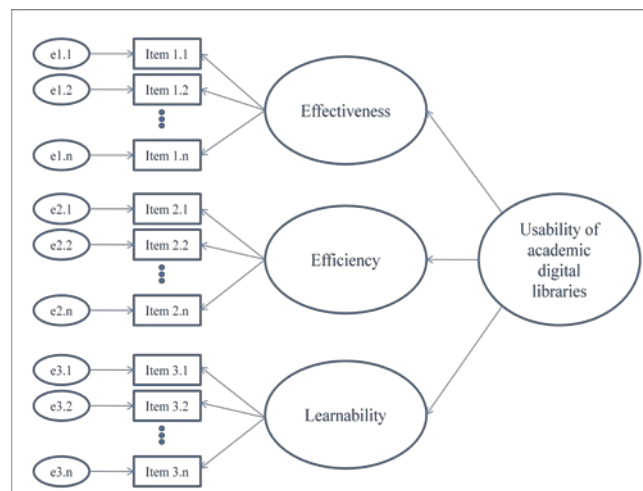 e1.1
Item 1.1
e1.2
Item 1.2
e1.n
Item 1.n
Effectiveness
e2.1
Item 2.1
e2.2
Item 2.2
e2.n
Item 2.n
Efficiency
Usability of
academic
digital
libraries
e3.1
Item 3.1
e3.2
Item 3.2
e3.n
Item 3.n
Learnability